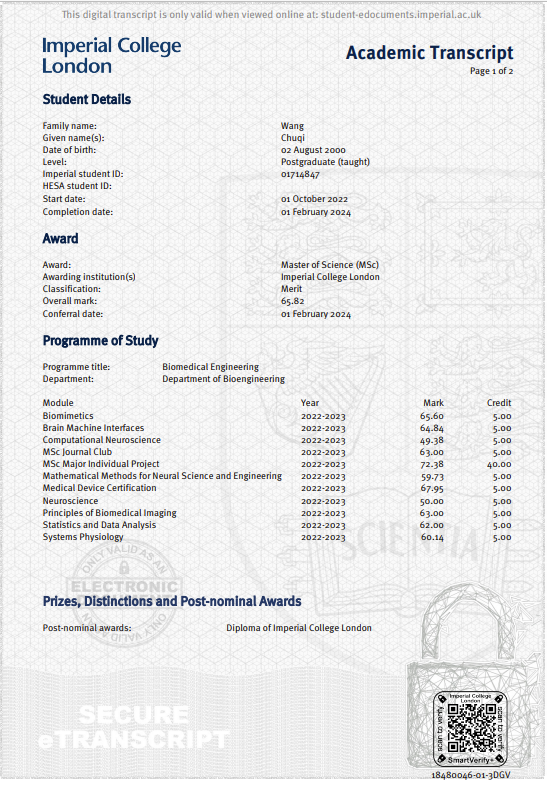 This digital transcript is only valid when viewed online at: student-edocuments.imperial.ac.uk
Imperial College
London
Academic Transcript
Page 1 of 2
Student Details
Family name: Wang
Given name(s): Chuqi
Date of birth: 02 August 2000
Level: Postgraduate (taught)
Imperial student ID: 01714847
HESA student ID:
Start date: 01 October 2022
Completion date: 01 February 2024
Award
Award: Master of Science (MSc)
Awarding institution(s) Imperial College London
Classification: Merit
Overall mark: 65.82
Conferral date: 01 February 2024
Programme of Study
Programme title: Biomedical Engineering
Department: Department of Bioengineering
Module Year Mark Credit
Biomimetics 2022-2023 65.60 5.00
Brain Machine Interfaces 2022-2023 64.84 5.00
Computational Neuroscience 2022-2023 49.38 5.00
MSc Journal Club 2022-2023 63.00 5.00
MSc Major Individual Project 2022-2023 72.38 40.00
Mathematical Methods for Neural Science and Engineering 2022-2023 59.73 5.00
Medical Device Certification 2022-2023 67.95 5.00
Neuroscience 2022-2023 50.00 5.00
Principles of Biomedical Imaging 2022-2023 63.00 5.00
Statistics and Data Analysis 2022-2023 62.00 5.00
Systems Physiology 2022-2023 60.14 5.00
SCIENTIA
ONLY VALID AS AN
ELECTRONIC
ONLY VALID AS AN
Prizes, Distinctions and Post-nominal Awards
Post-nominal awards: Diploma of Imperial College London
SECURE
eTRANSCRIPT
Imperial College
London
scan to verify
scan to verify
SmartVerify+
18480046-01-3DGV